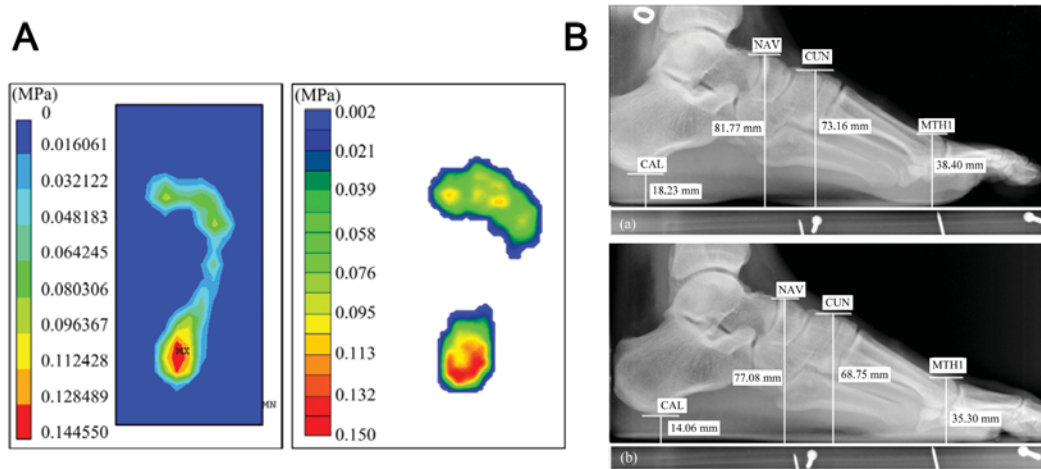 A
(MPa)
0
0.016061
0.032122
0.048183
0.064245
0.080306
0.096367
0.112428
0.128489
0.144550
MX
MN
(MPa)
0.002
0.021
0.039
0.058
0.076
0.095
0.113
0.132
0.150
B
NAV
CUN
MTH1
81.77 mm
73.16 mm
38.40 mm
CAL
18.23 mm
(a)
NAV
CUN
MTH1
77.08 mm
68.75 mm
35.30 mm
CAL
14.06 mm
(b)